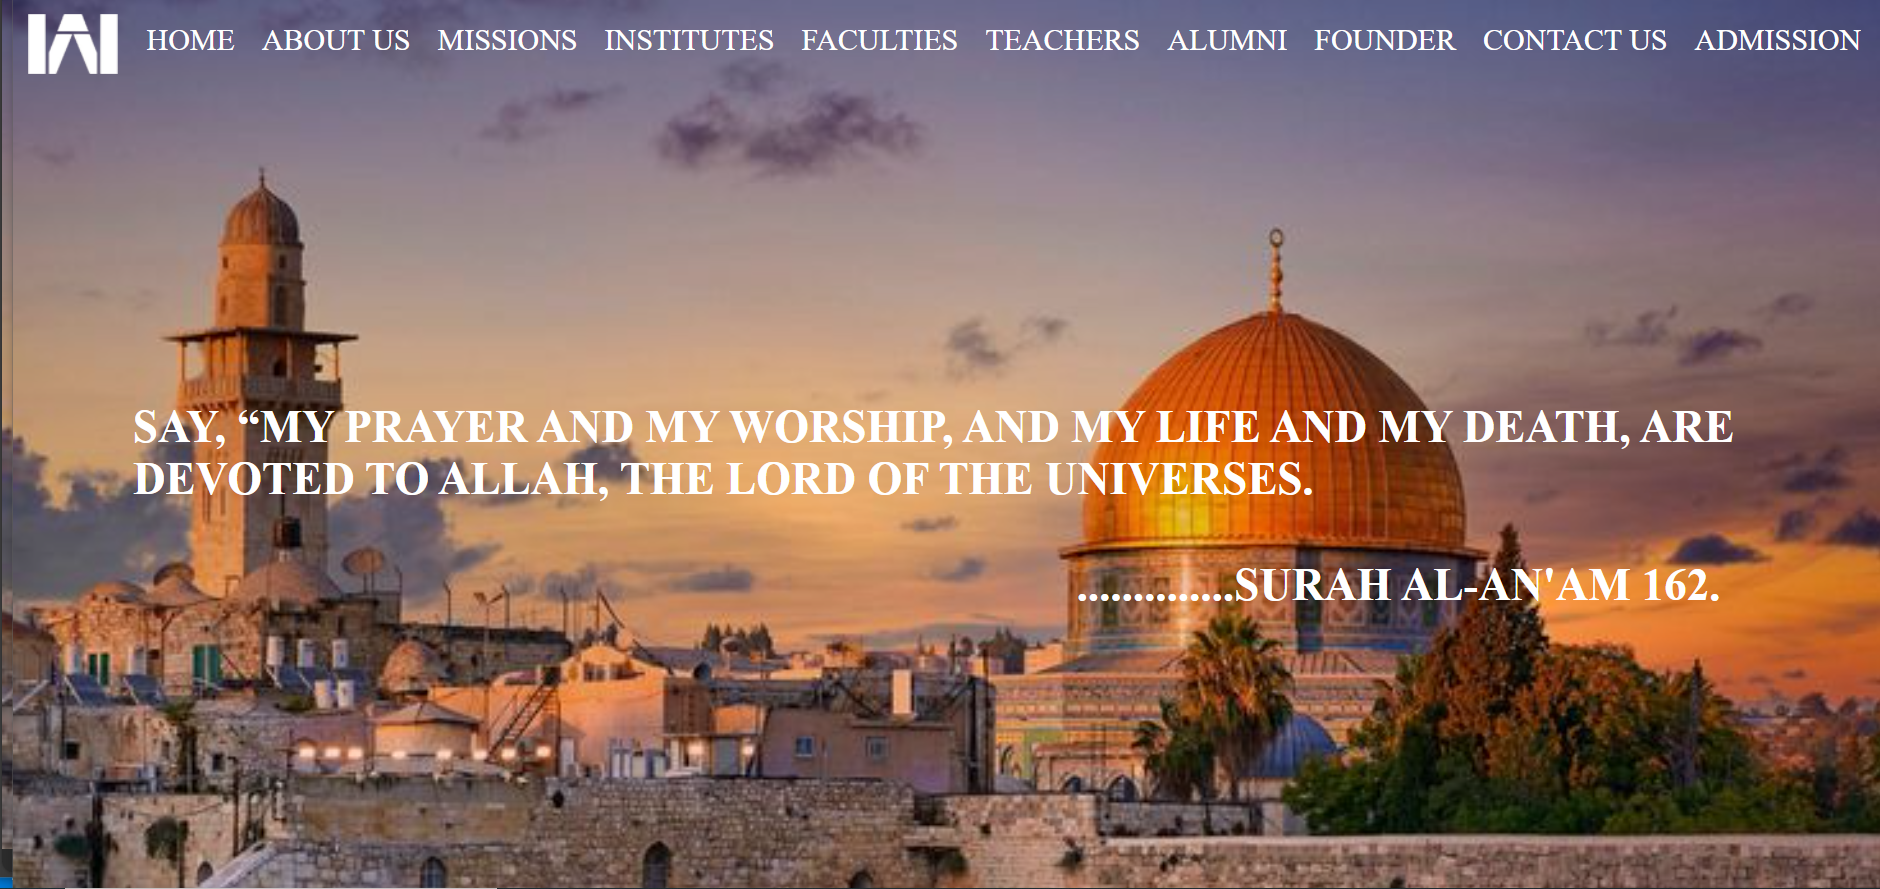 HOME ABOUT US MISSIONS INSTITUTES FACULTIES TEACHERS ALUMNI FOUNDER CONTACT US ADMISSION
SAY, “MY PRAYER AND MY WORSHIP, AND MY LIFE AND MY DEATH, ARE
DEVOTED TO ALLAH, THE LORD OF THE UNIVERSES.
..............SURAH AL-AN'AM 162.